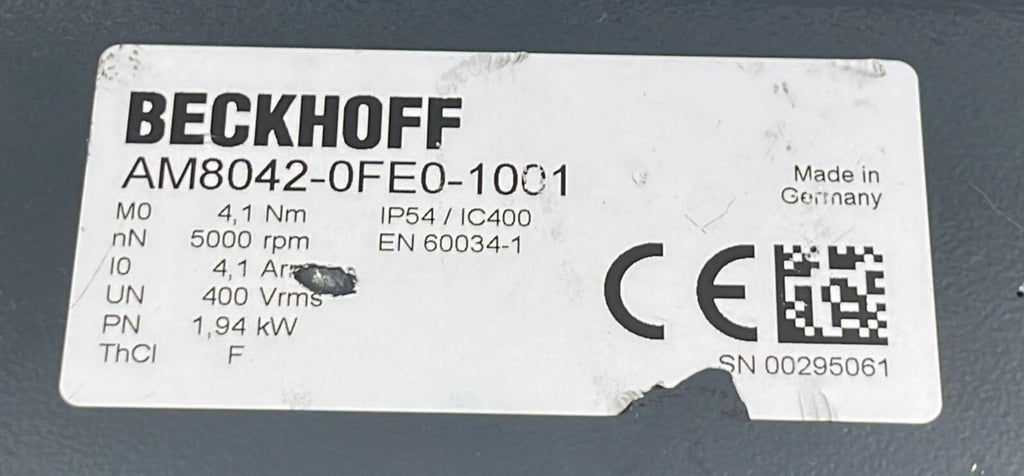 BECKHOFF
AM8042-0FE0-1001
Made in
Germany
M0 4,1 Nm IP54 / IC400
nN 5000 rpm EN 60034-1
I0 4,1
UN 400 Vrms
PN 1,94 kW
ThCl F
CE
SN 00295061